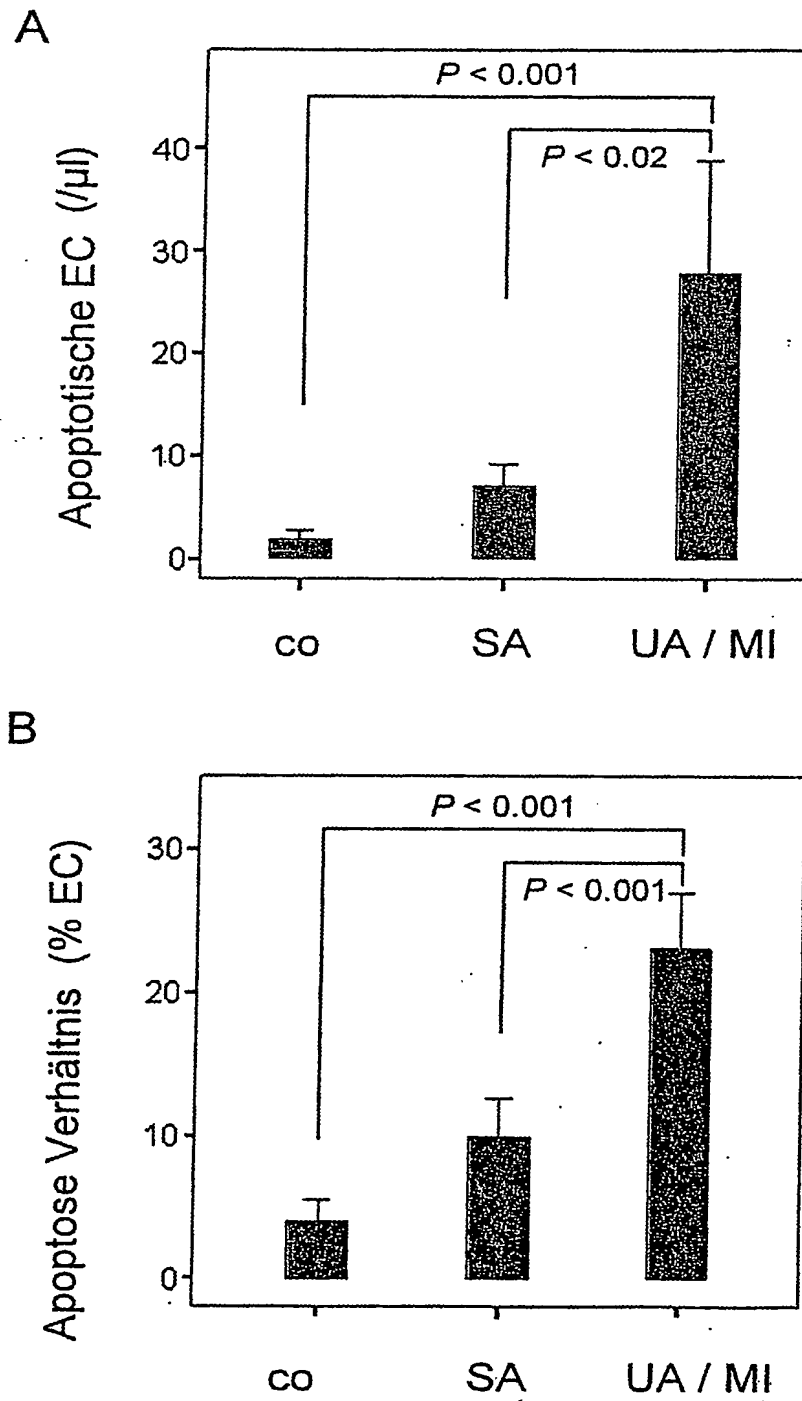 A
P < 0.001
P < 0.02
Apoptotische EC (/µl)
40
30
20
10
0
co SA UA / MI
B
P < 0.001
P < 0.001
Apoptose Verhältnis (% EC)
30
20
10
0
co SA UA / MI